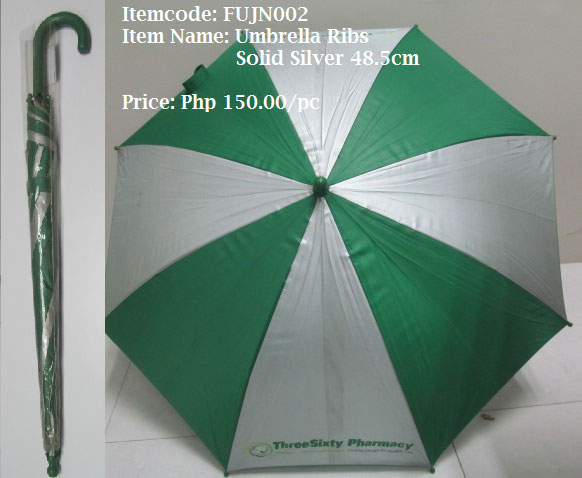 Itemcode: FUJN002
Item Name: Umbrella Ribs
Solid Silver 48.5cm
Price: Php 150.00/pc
ThreeSixty Pharmacy